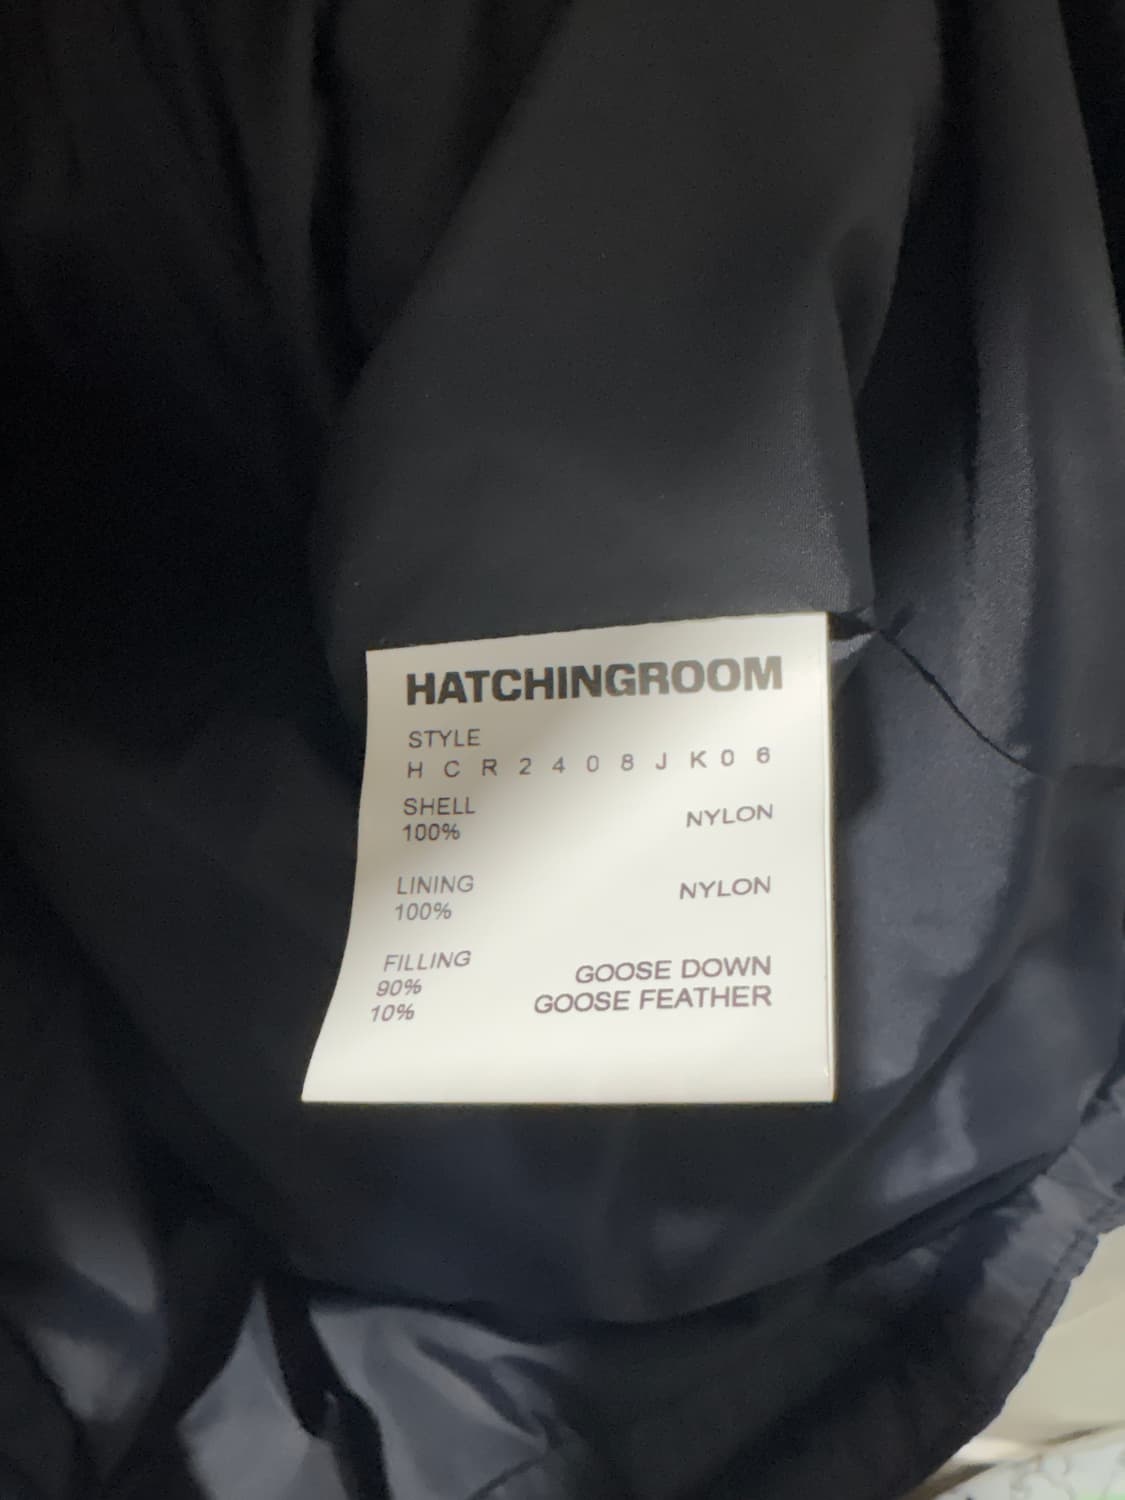 HATCHINGROOM
STYLE
H C R 2 4 0 8 J K 0 6
SHELL
100% NYLON
LINING
100% NYLON
FILLING
90% GOOSE DOWN
10% GOOSE FEATHER